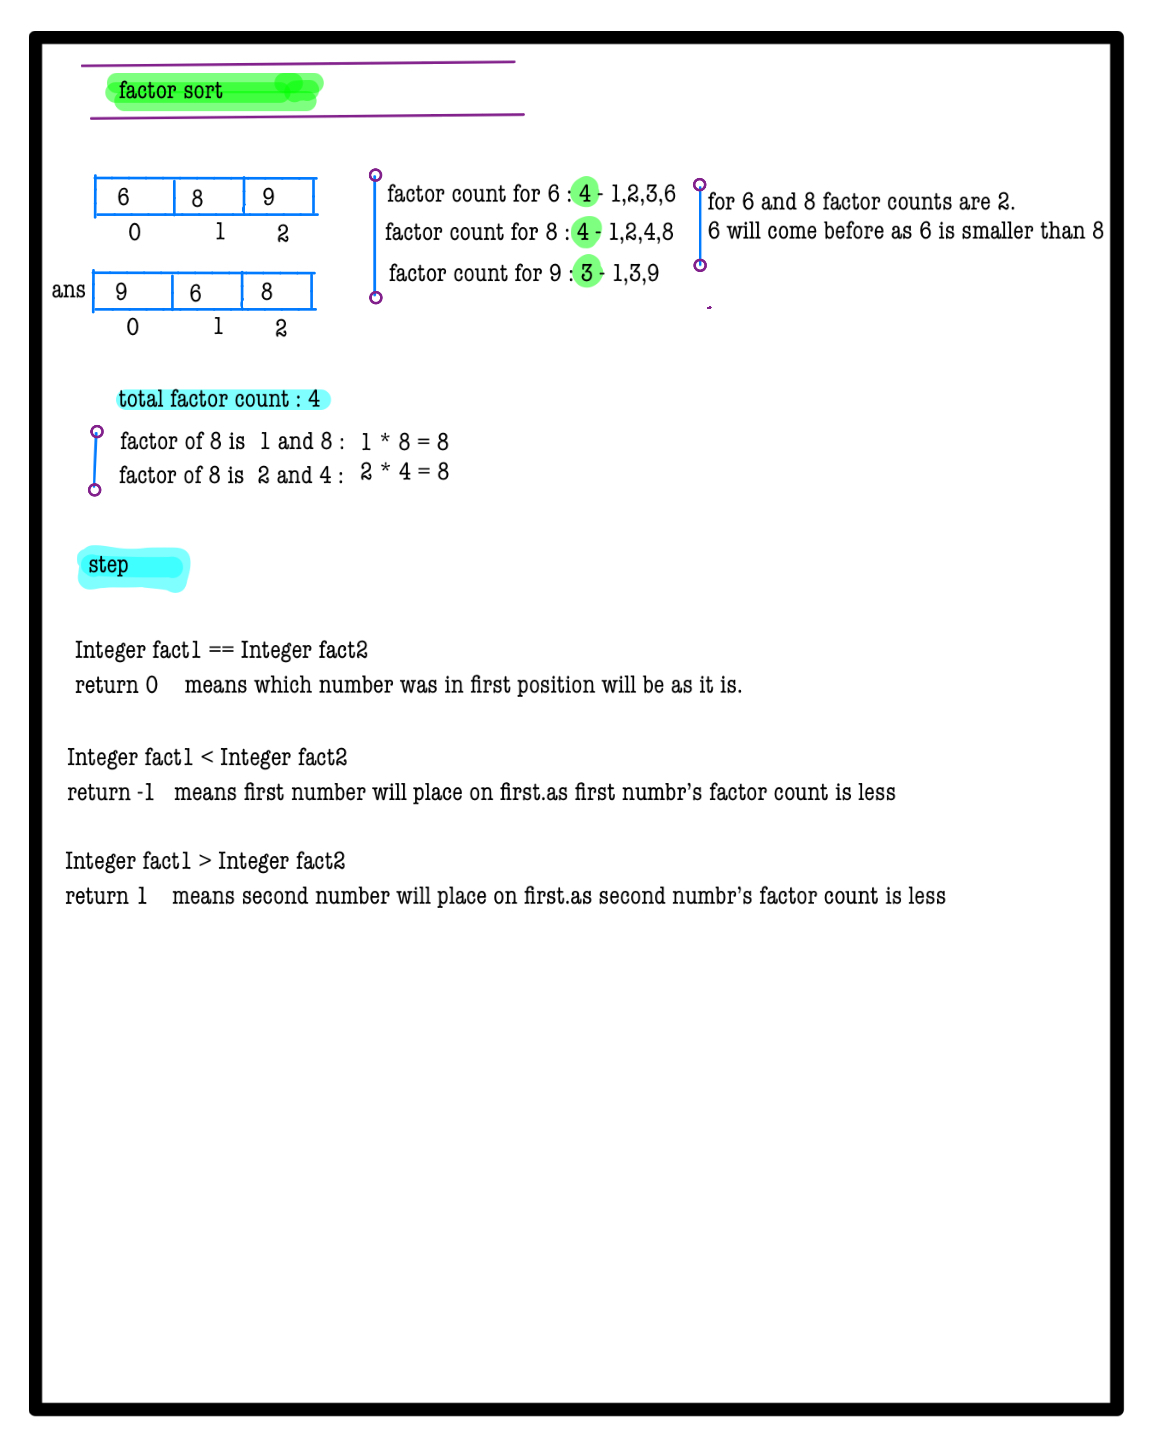 factor sort
6 8 9
0 1 2
ans 9 6 8
0 1 2
factor count for 6 : 4 - 1,2,3,6
factor count for 8 : 4 - 1,2,4,8
factor count for 9 : 3 - 1,3,9
for 6 and 8 factor counts are 2.
6 will come before as 6 is smaller than 8
total factor count : 4
factor of 8 is 1 and 8 : 1 * 8 = 8
factor of 8 is 2 and 4 : 2 * 4 = 8
step
Integer fact1 == Integer fact2
return 0 means which number was in first position will be as it is.
Integer fact1 < Integer fact2
return -1 means first number will place on first.as first numbr’s factor count is less
Integer fact1 > Integer fact2
return 1 means second number will place on first.as second numbr’s factor count is less